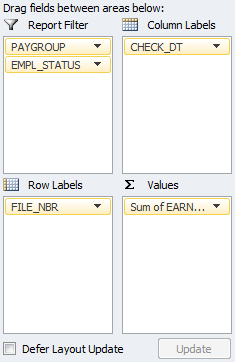 Drag fields between areas below:
Report Filter
Column Labels
PAYGROUP
EMPL_STATUS
CHECK_DT
Row Labels
Σ Values
FILE_NBR
Sum of EARN...
Defer Layout Update
Update